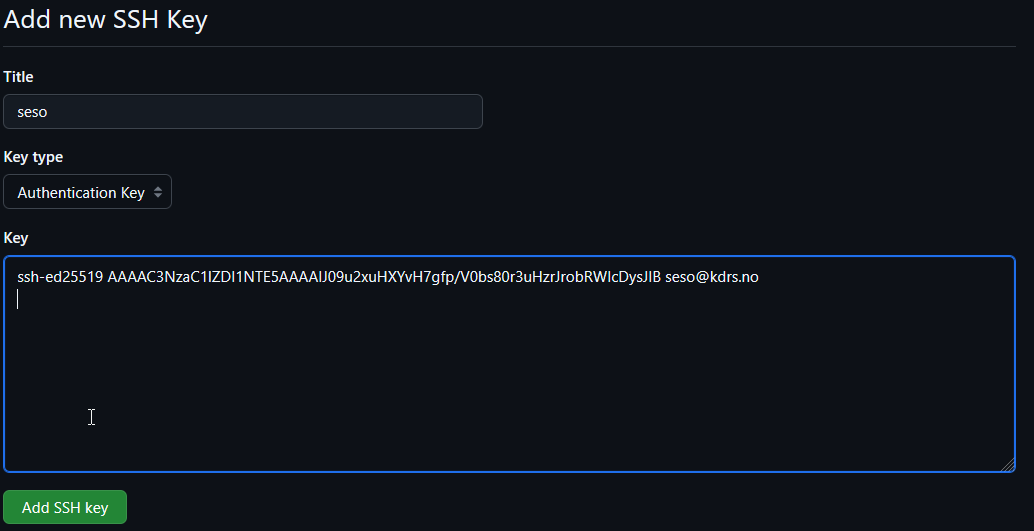 Add new SSH Key
Title
seso
Key type
Authentication Key
Key
ssh-ed25519 AAAAC3NzaC1lZDI1NTE5AAAAIJ09u2xuHXYvH7gfp/V0bs80r3uHzrJrobRWlcDysJlB seso@kdrs.no
Add SSH key